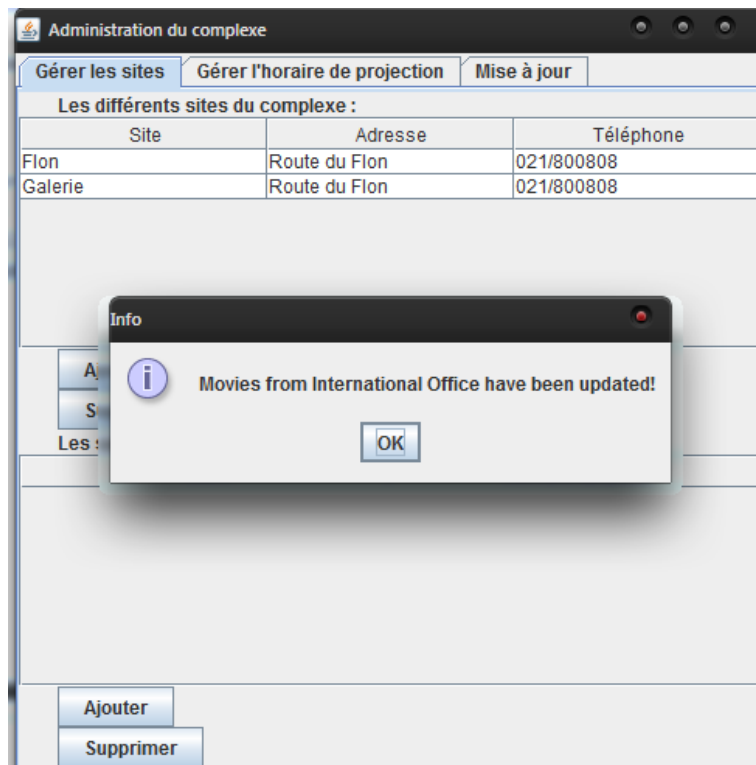 Administration du complexe
Gérer les sites Gérer l'horaire de projection Mise à jour
Les différents sites du complexe :
Site Adresse Téléphone
Flon Route du Flon 021/800808
Galerie Route du Flon 021/800808
Info
i
Movies from International Office have been updated!
OK
Les
Ajouter
Supprimer